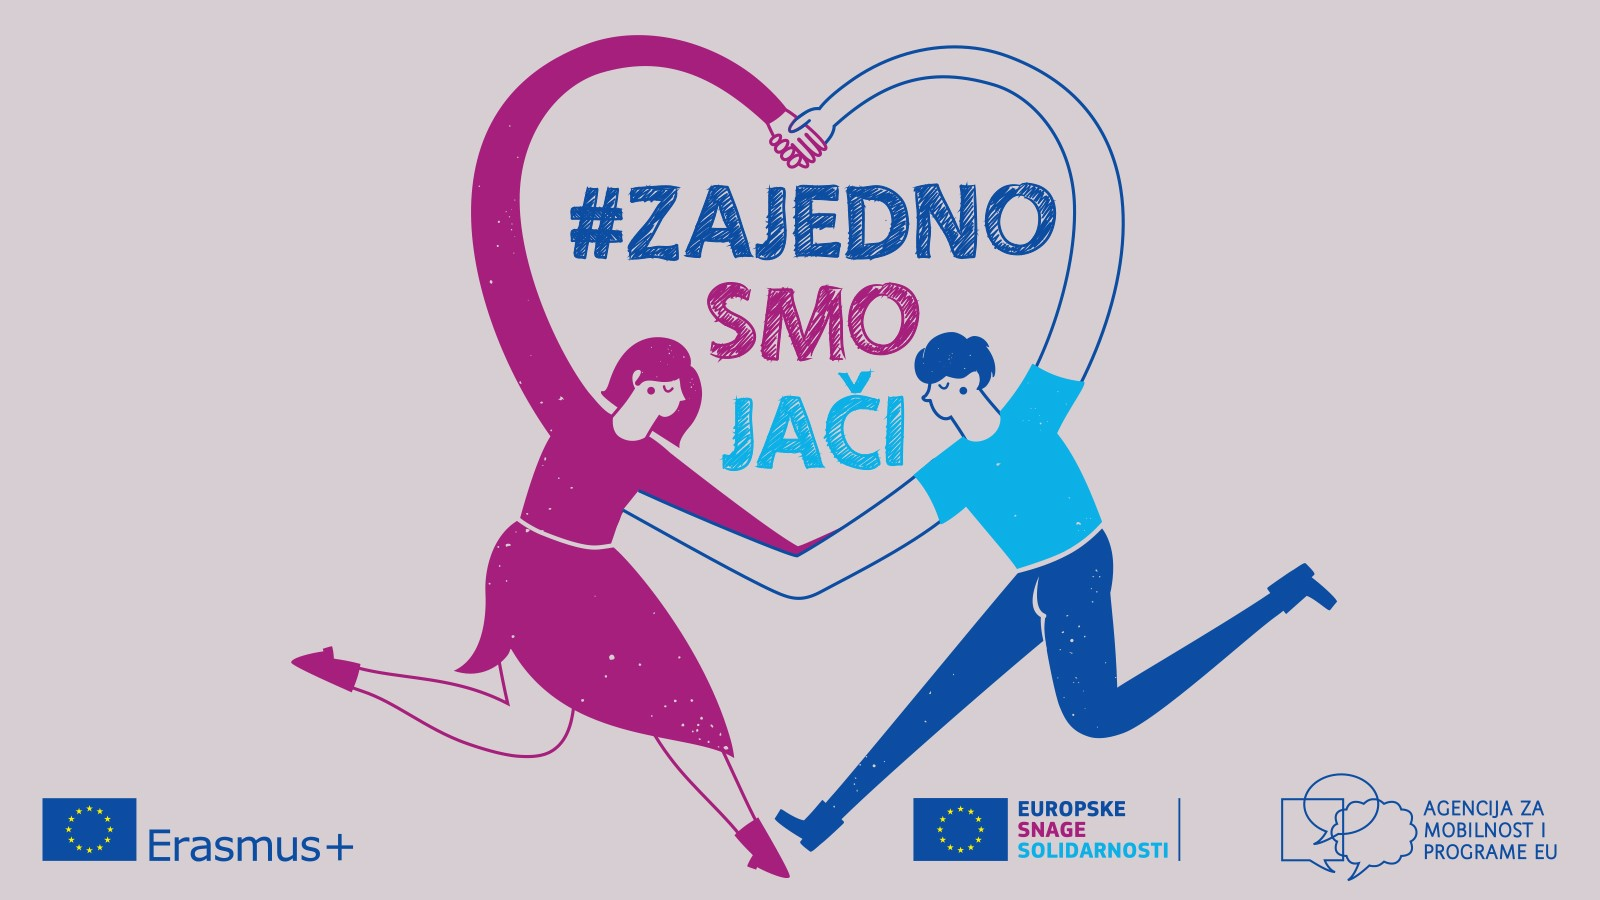 #ZAJEDNO
SMO
JAČI
Erasmus+
EUROPSKE
SNAGE
SOLIDARNOSTI
AGENCIJA ZA
MOBILNOST I
PROGRAME EU